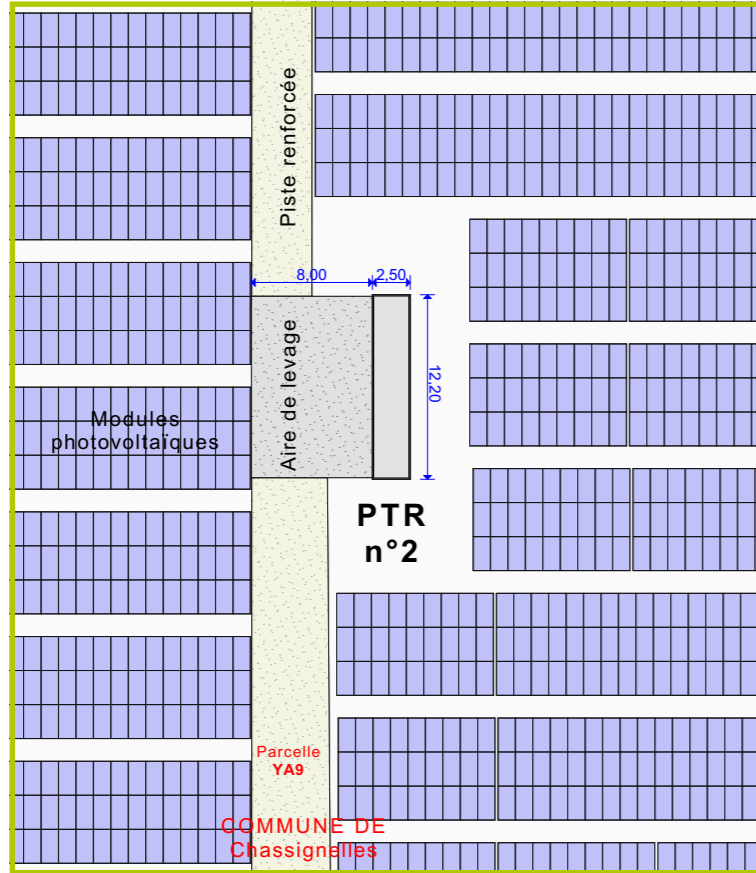 Piste renforcée
8,00
2,50
Aire de levage
12,20
Modules
photovoltaïques
PTR
n°2
Parcelle
YA9
COMMUNE DE
Chassignelles